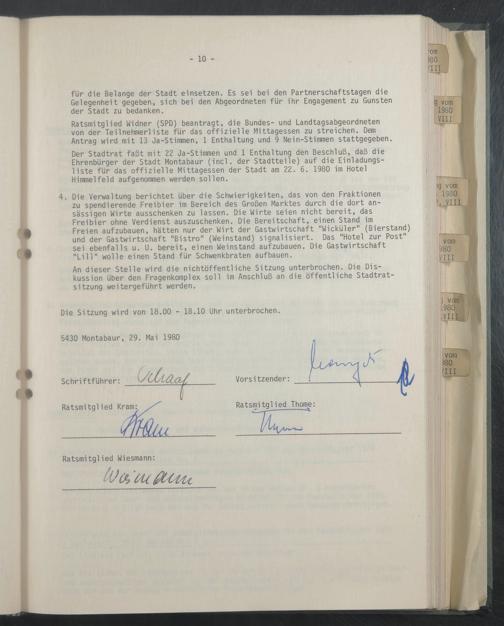 - 10 -
für die Belange der Stadt einsetzen. Es sei bei den Partnerschaftstagen die
Gelegenheit gegeben, sich bei den Abgeordneten für ihr Engagement zu Gunsten
der Stadt zu bedanken.
Ratsmitglied Widner (SPD) beantragt, die Bundes- und Landtagsabgeordneten
von der Teilnehmerliste für das offizielle Mittagessen zu streichen. Dem
Antrag wird mit 13 Ja-Stimmen, 1 Enthaltung und 9 Nein-Stimmen stattgegeben.
Der Stadtrat faßt mit 22 Ja-Stimmen und 1 Enthaltung den Beschluß, daß die
Ehrenbürger der Stadt Montabaur (incl. der Stadtteile) auf die Einladungs-
liste für das offizielle Mittagessen der Stadt am 22. 6. 1980 im Hotel
Himmelfeld aufgenommen werden sollen.
4. Die Verwaltung berichtet über die Schwierigkeiten, das von den Fraktionen
zu spendierende Freibier im Bereich des Großen Marktes durch die dort an-
sässigen Wirte ausschenken zu lassen. Die Wirte seien nicht bereit, das
Freibier ohne Verdienst auszuschenken. Die Bereitschaft, einen Stand im
Freien aufzubauen, hätten nur der Wirt der Gastwirtschaft "Wicküler" (Bierstand)
und der Gastwirtschaft "Bistro" (Weinstand) signalisiert. Das "Hotel zur Post"
sei ebenfalls u. U. bereit, einen Weinstand aufzubauen. Die Gastwirtschaft
"Lill" wolle einen Stand für Schwenkbraten aufbauen.
An dieser Stelle wird die nichtöffentliche Sitzung unterbrochen. Die Dis-
kussion über den Fragenkomplex soll im Anschluß an die öffentliche Stadtrat-
sitzung weitergeführt werden.
Die Sitzung wird von 18.00 - 18.10 Uhr unterbrochen.
5430 Montabaur, 29. Mai 1980
Schriftführer: Vorsitzender:
Ratsmitglied Kram: Ratsmitglied Thome:
Kram
Ratsmitglied Wiesmann:
Wiesmann